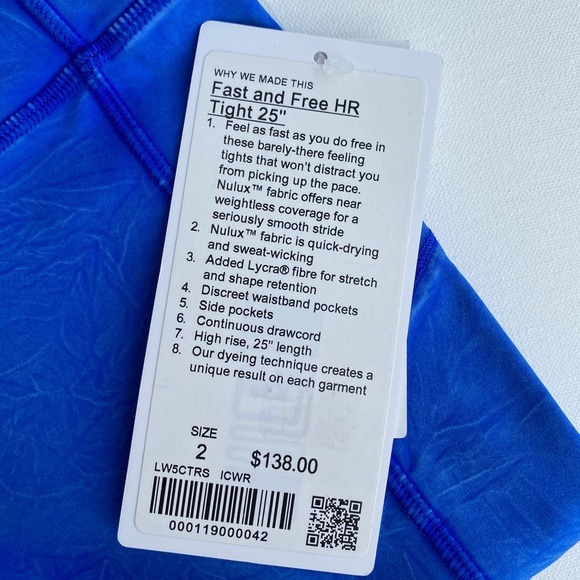 WHY WE MADE THIS
Fast and Free HR
Tight 25"
1. Feel as fast as you do free in
these barely-there feeling
tights that won't distract you
from picking up the pace.
Nulux™ fabric offers near
weightless coverage for a
seriously smooth stride
2. Nulux™ fabric is quick-drying
and sweat-wicking
3. Added Lycra® fibre for stretch
and shape retention
4. Discreet waistband pockets
5. Side pockets
6. Continuous drawcord
7. High rise, 25" length
8. Our dyeing technique creates a
unique result on each garment
SIZE
2 $138.00
LW5CTRS ICWR
000119000042